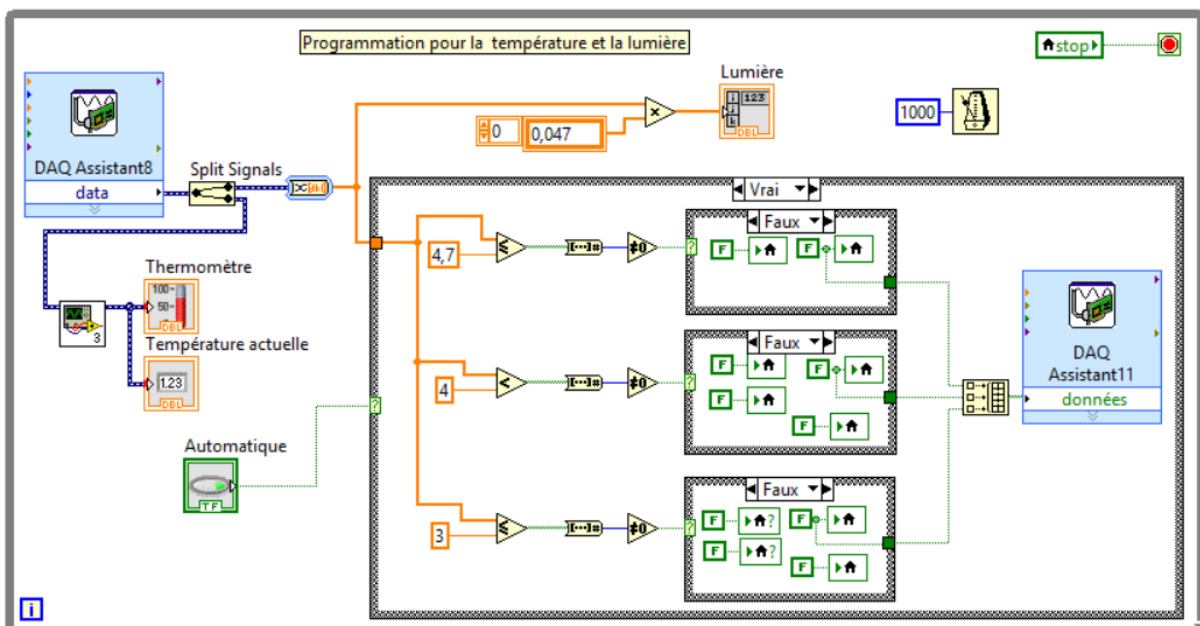 Programmation pour la température et la lumière
stop
DAQ Assistant8
data
Split Signals
Lumière
i 123
j
k
DBL
0
0,047
x
1000
Vrai
Thermomètre
100
50
DBL
3
Température actuelle
1.23
DBL
Automatique
TF
?
4,7
≤
[...]#
≠0
?
Faux
F
F
4
<
[...]#
≠0
?
Faux
F
F
F
F
3
≤
[...]#
≠0
?
Faux
F
?
F
F
?
F
DAQ
Assistant11
données
i